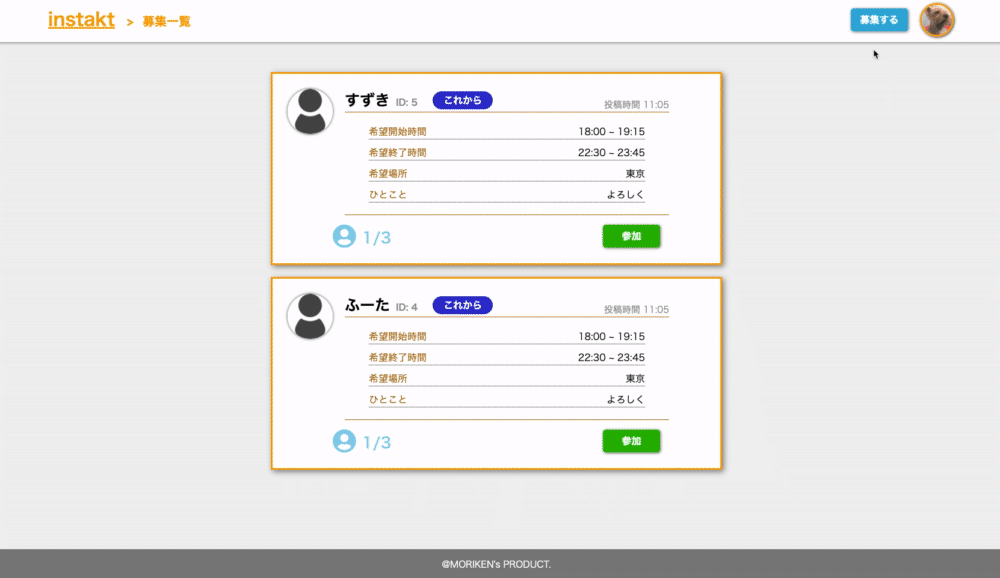 instakt > 募集一覧 募集する
すずき ID: 5 これから 投稿時間 11:05
希望開始時間 18:00 ~ 19:15
希望終了時間 22:30 ~ 23:45
希望場所 東京
ひとこと よろしく
1/3 参加
ふーた ID: 4 これから 投稿時間 11:05
希望開始時間 18:00 ~ 19:15
希望終了時間 22:30 ~ 23:45
希望場所 東京
ひとこと よろしく
1/3 参加
@MORIKEN's PRODUCT.